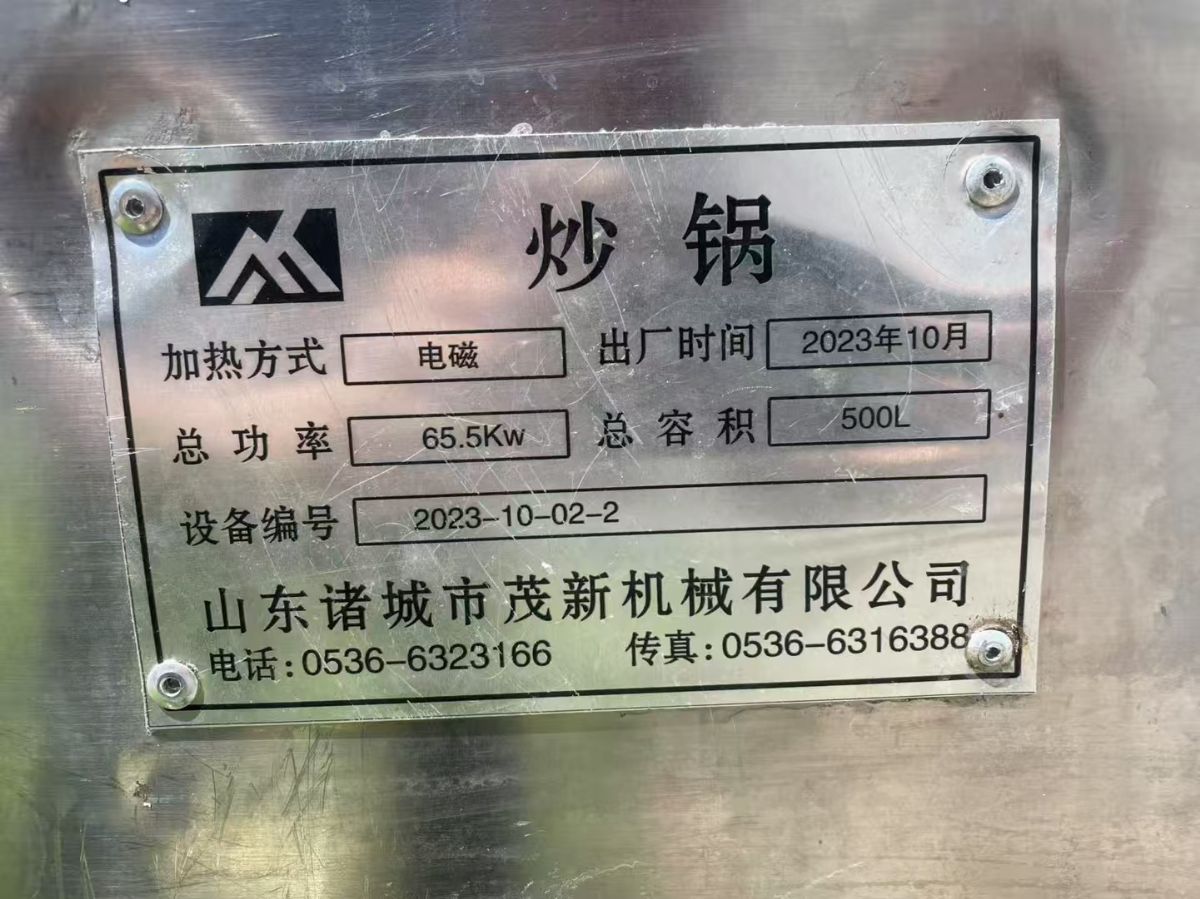 炒锅
加热方式 电磁 出厂时间 2023年10月
总功率 65.5Kw 总容积 500L
设备编号 2023-10-02-2
山东诸城市茂新机械有限公司
电话:0536-6323166 传真:0536-6316388